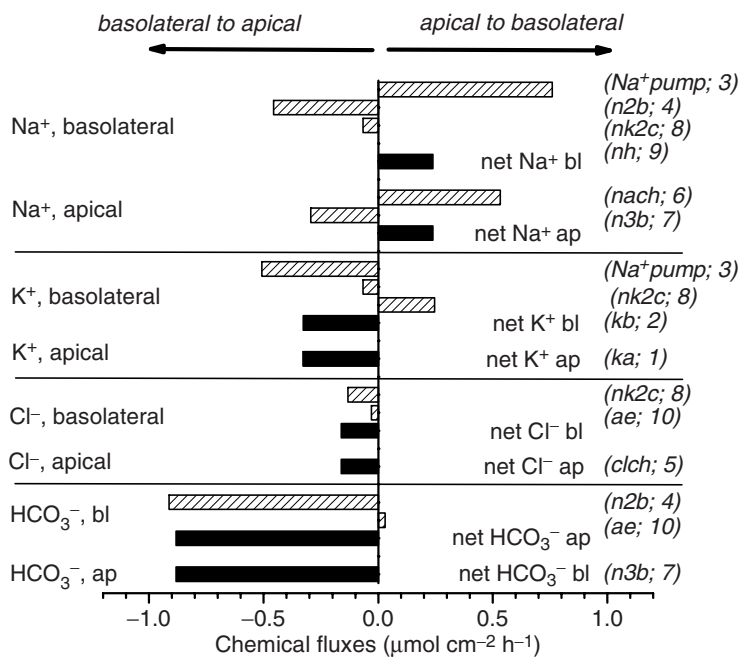 basolateral to apical apical to basolateral
(Na⁺pump; 3)
(n2b; 4)
Na⁺, basolateral (nk2c; 8)
net Na⁺ bl (nh; 9)
Na⁺, apical (nach; 6)
(n3b; 7)
net Na⁺ ap
(Na⁺pump; 3)
K⁺, basolateral (nk2c; 8)
net K⁺ bl (kb; 2)
K⁺, apical net K⁺ ap (ka; 1)
(nk2c; 8)
Cl⁻, basolateral (ae; 10)
net Cl⁻ bl
Cl⁻, apical net Cl⁻ ap (clch; 5)
HCO₃⁻, bl (n2b; 4)
(ae; 10)
net HCO₃⁻ ap
HCO₃⁻, ap net HCO₃⁻ bl (n3b; 7)
−1.0 −0.5 0.0 0.5 1.0
Chemical fluxes (μmol cm⁻² h⁻¹)